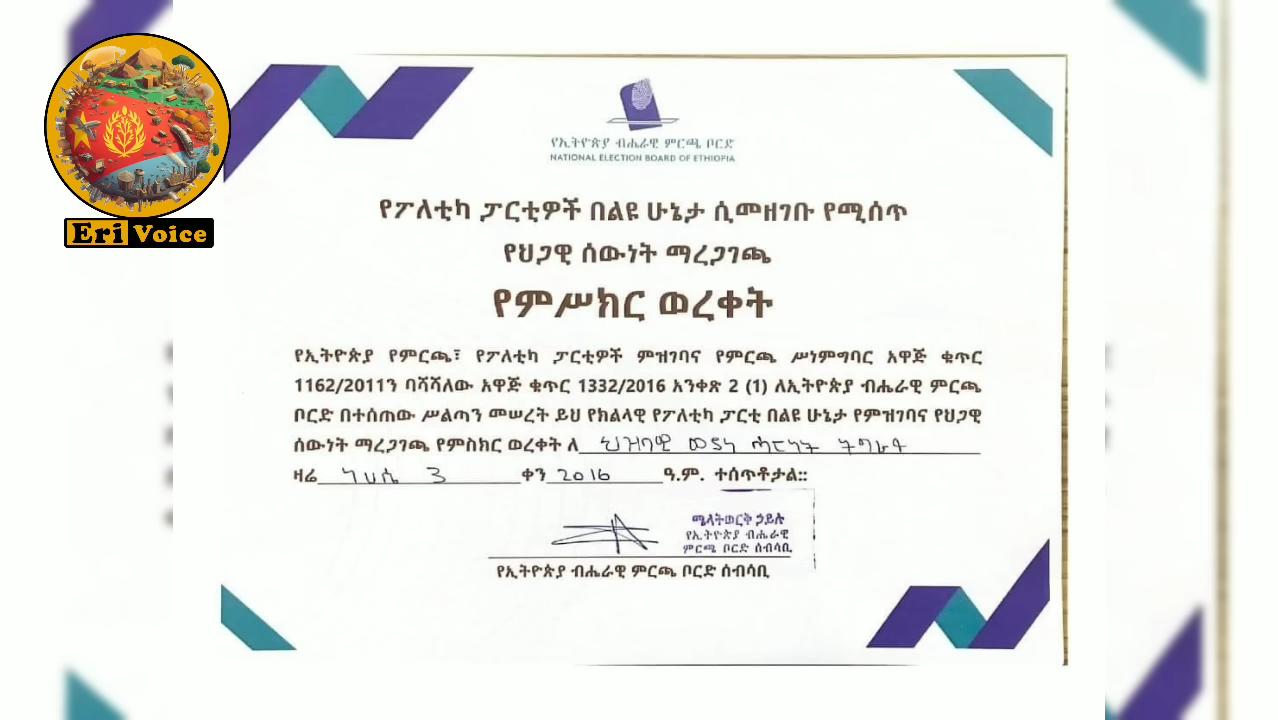 Eri Voice
የኢትዮጵያ ብሔራዊ ምርጫ ቦርድ
NATIONAL ELECTION BOARD OF ETHIOPIA
የፖለቲካ ፓርቲዎች በልዩ ሁኔታ ሲመዘገቡ የሚሰጥ
የህጋዊ ሰውነት ማረጋገጫ
የምሥክር ወረቀት
የኢትዮጵያ የምርጫ፣ የፖለቲካ ፓርቲዎች ምዝገባና የምርጫ ሥነምግባር አዋጅ ቁጥር
1162/2011ን ባሻሻለው አዋጅ ቁጥር 1332/2016 አንቀጽ 2 (1) ለኢትዮጵያ ብሔራዊ ምርጫ
ቦርድ በተሰጠው ሥልጣን መሠረት ይህ የክልላዊ የፖለቲካ ፓርቲ በልዩ ሁኔታ የምዝገባና የህጋዊ
ሰውነት ማረጋገጫ የምስክር ወረቀት ለ ህዝባዊ ወያነ ሓርነት ትግራይ
ዛሬ ነሀሴ 3 ቀን 2016 ዓ.ም. ተሰጥቶታል።
ሜላትወርቅ ኃይሉ
የኢትዮጵያ ብሔራዊ
ምርጫ ቦርድ ሰብሳቢ
የኢትዮጵያ ብሔራዊ ምርጫ ቦርድ ሰብሳቢ